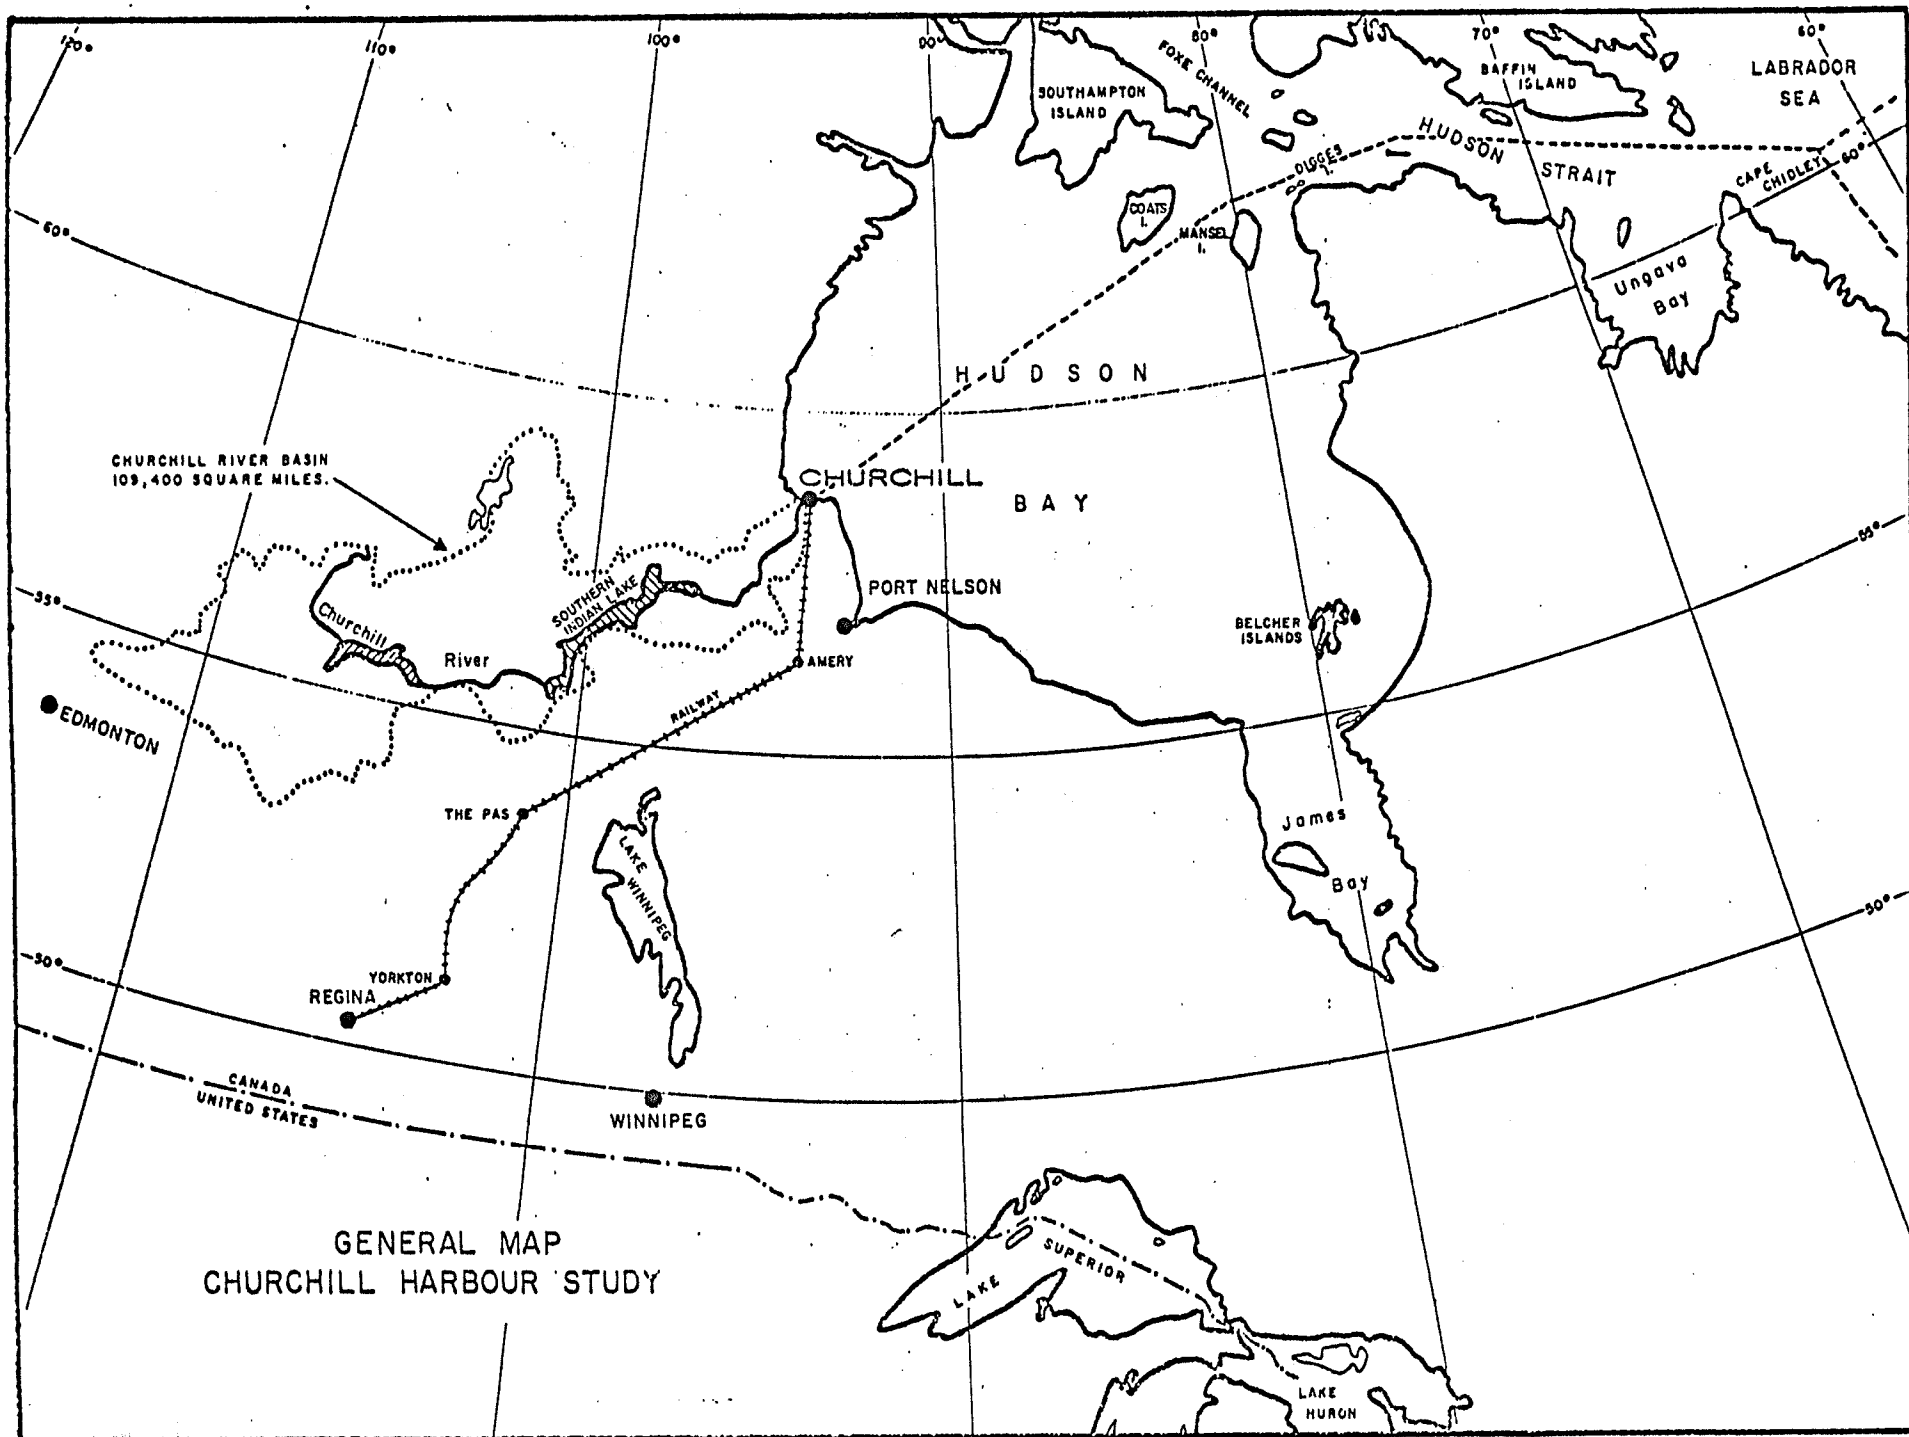 120°
110°
100°
90°
80°
70°
60°
FOXE CHANNEL
SOUTHAMPTON
ISLAND
BAFFIN
ISLAND
LABRADOR
SEA
HUDSON
STRAIT
DIGGES
I.
CAPE
CHIDLEY
60°
COATS
I.
MANSEL
I.
60°
Ungava
Bay
HUDSON
BAY
CHURCHILL RIVER BASIN
109,400 SQUARE MILES.
CHURCHILL
55°
55°
SOUTHERN
INDIAN LAKE
PORT NELSON
Churchill
River
BELCHER
ISLANDS
AMERY
RAILWAY
EDMONTON
THE PAS
LAKE
WINNIPEG
James
Bay
50°
50°
YORKTON
REGINA
CANADA
UNITED STATES
WINNIPEG
GENERAL MAP
CHURCHILL HARBOUR STUDY
LAKE
SUPERIOR
LAKE
HURON